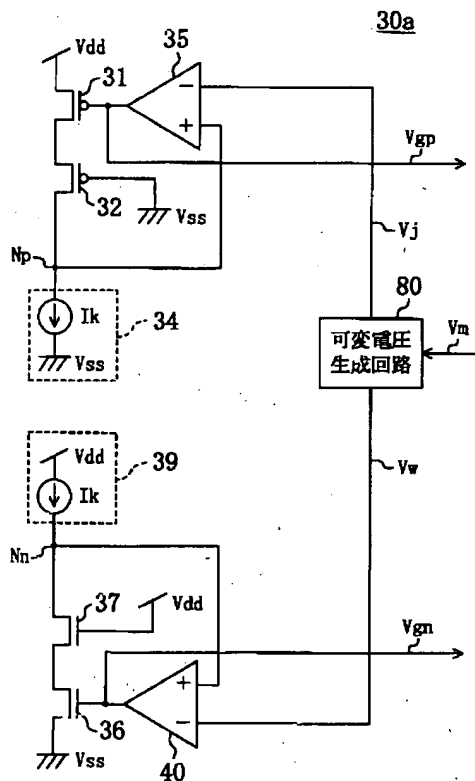 30a
Vdd
31
35
−
+
Vgp
32
Vss
Vj
Np
80
Ik
34
可変電圧
生成回路
Vm
Vss
Vdd
39
Vw
Ik
Nn
37
Vdd
Vgn
+
36
−
Vss
40